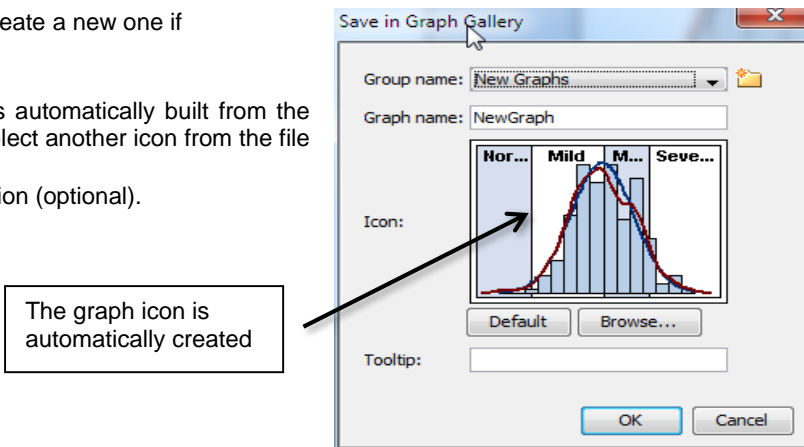 eate a new one if
s automatically built from the
elect another icon from the file
ion (optional).
The graph icon is
automatically created
Save in Graph Gallery
Group name: New Graphs
Graph name: NewGraph
Nor... Mild M... Seve...
Icon:
Default Browse...
Tooltip:
OK Cancel